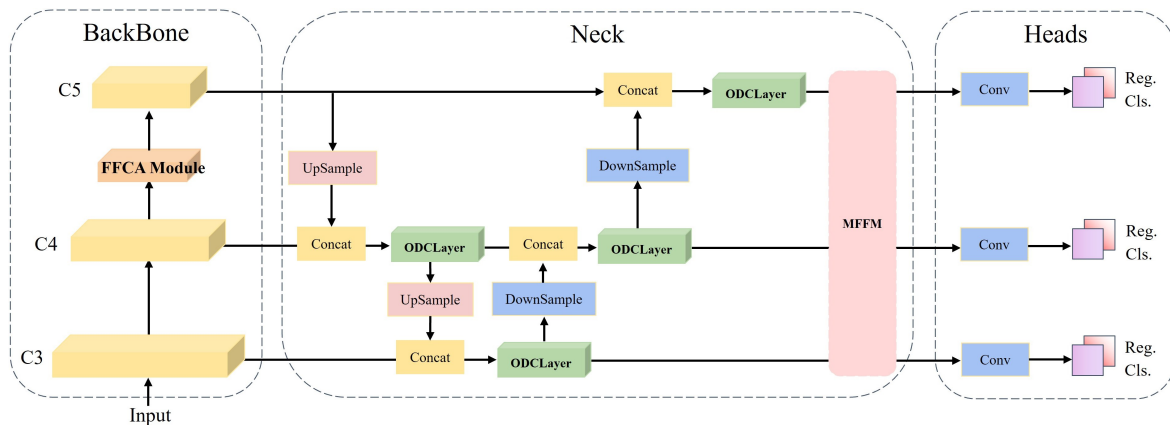 BackBone
C5
FFCA Module
C4
C3
Input
Neck
Concat
ODCLayer
UpSample
DownSample
Concat
ODCLayer
Concat
ODCLayer
UpSample
DownSample
Concat
ODCLayer
MFFM
Heads
Conv
Reg.
Cls.
Conv
Reg.
Cls.
Conv
Reg.
Cls.